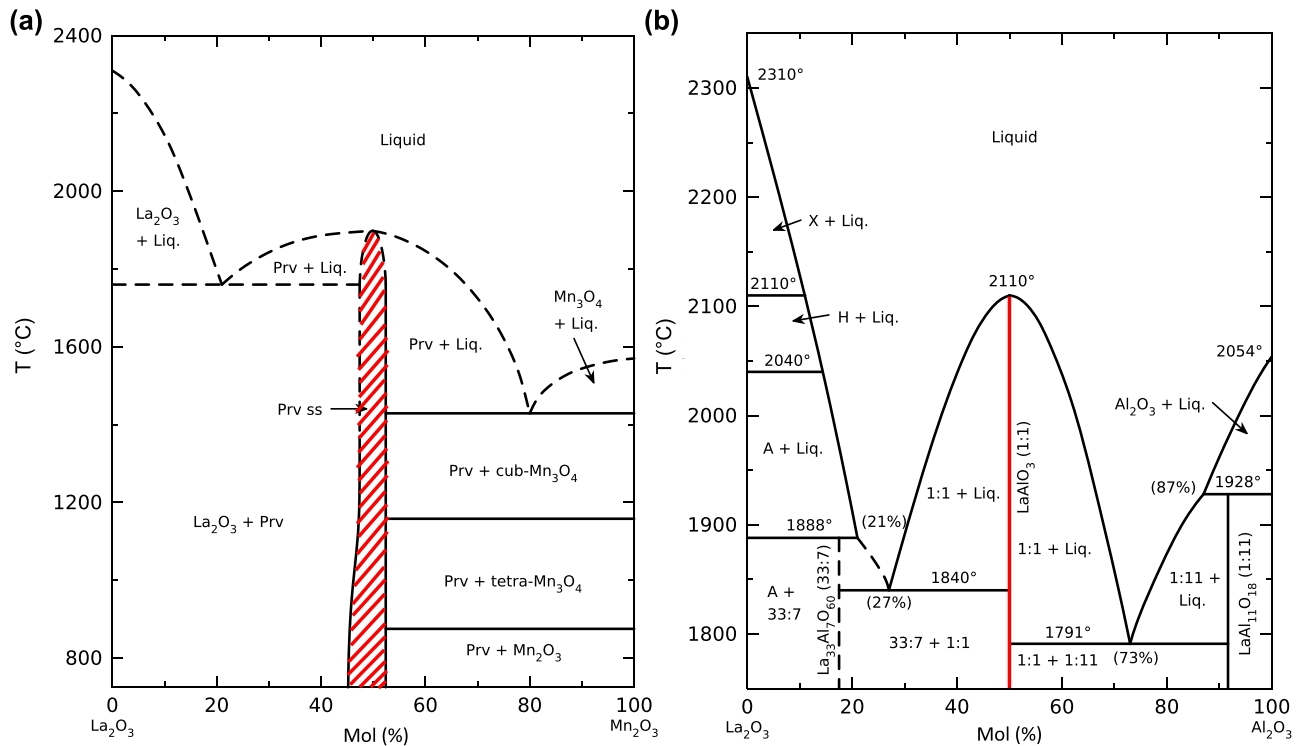 (a)
2400
2000
1600
1200
800
T (°C)
Liquid
La2O3
+ Liq.
Prv + Liq.
Mn3O4
+ Liq.
Prv + Liq.
Prv ss
Prv + cub-Mn3O4
La2O3 + Prv
Prv + tetra-Mn3O4
Prv + Mn2O3
0
20
40
60
80
100
La2O3
Mol (%)
Mn2O3
(b)
2300
2200
2100
2000
1900
1800
T (°C)
2310°
Liquid
X + Liq.
2110°
2110°
H + Liq.
2040°
2054°
Al2O3 + Liq.
A + Liq.
LaAlO3 (1:1)
1:1 + Liq.
(87%)
1928°
1888°
(21%)
1:1 + Liq.
A +
33:7
La33Al7O60 (33:7)
1840°
(27%)
1:11 +
Liq.
LaAl11O18 (1:11)
33:7 + 1:1
1791°
1:1 + 1:11
(73%)
0
20
40
60
80
100
La2O3
Mol (%)
Al2O3